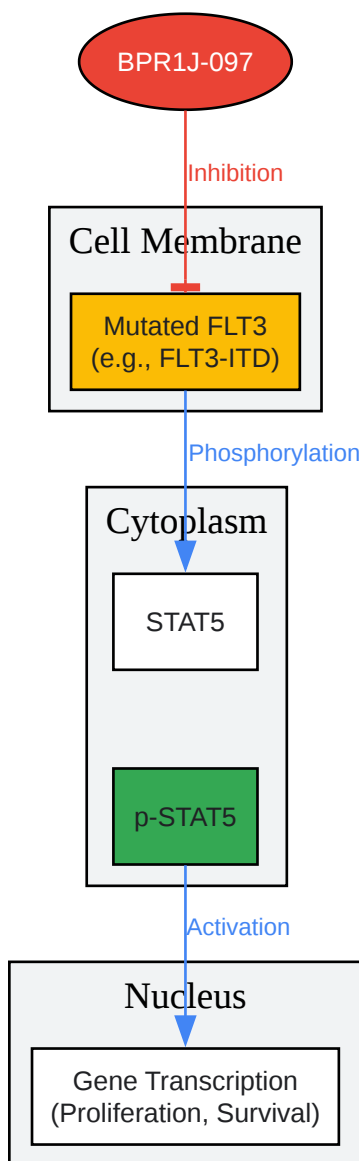 BPR1J-097
Inhibition
Cell Membrane
Mutated FLT3
(e.g., FLT3-ITD)
Phosphorylation
Cytoplasm
STAT5
p-STAT5
Activation
Nucleus
Gene Transcription
(Proliferation, Survival)